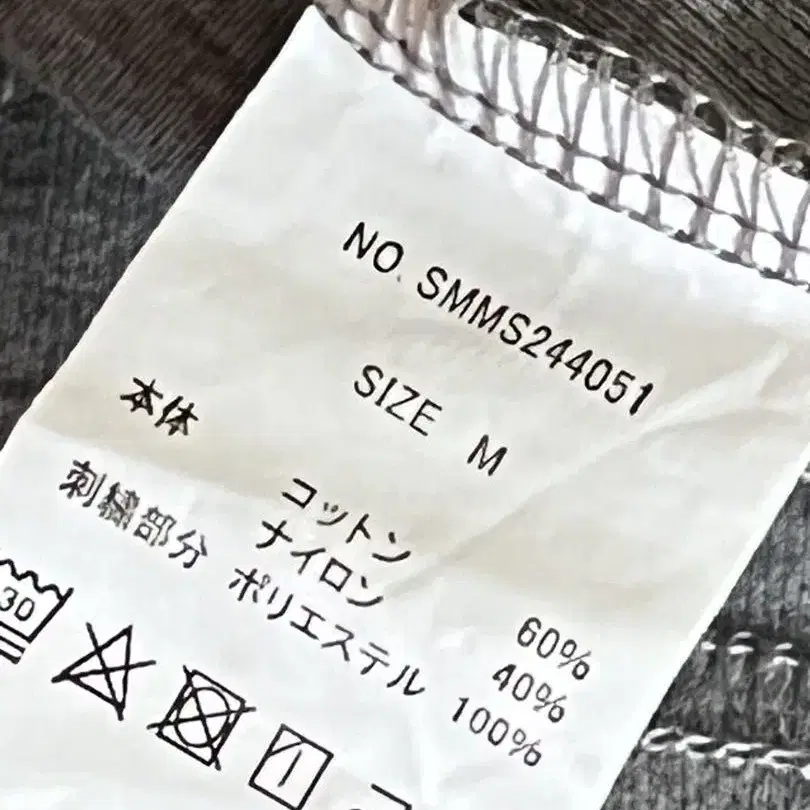 NO. SMMS244051
SIZE M
本体 コットン 60%
ナイロン 40%
刺繍部分 ポリエステル 100%
30